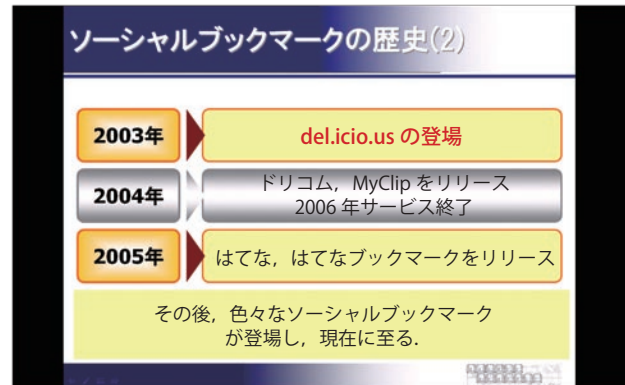 ソーシャルブックマークの歴史(2)
2003年
del.icio.us の登場
2004年
ドリコム，MyClip をリリース
2006 年サービス終了
2005年
はてな，はてなブックマークをリリース
その後，色々なソーシャルブックマーク
が登場し，現在に至る．